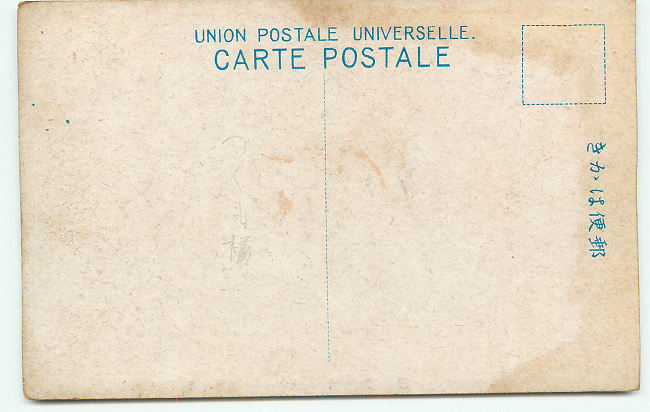 UNION POSTALE UNIVERSELLE.
CARTE POSTALE
きかは便郵